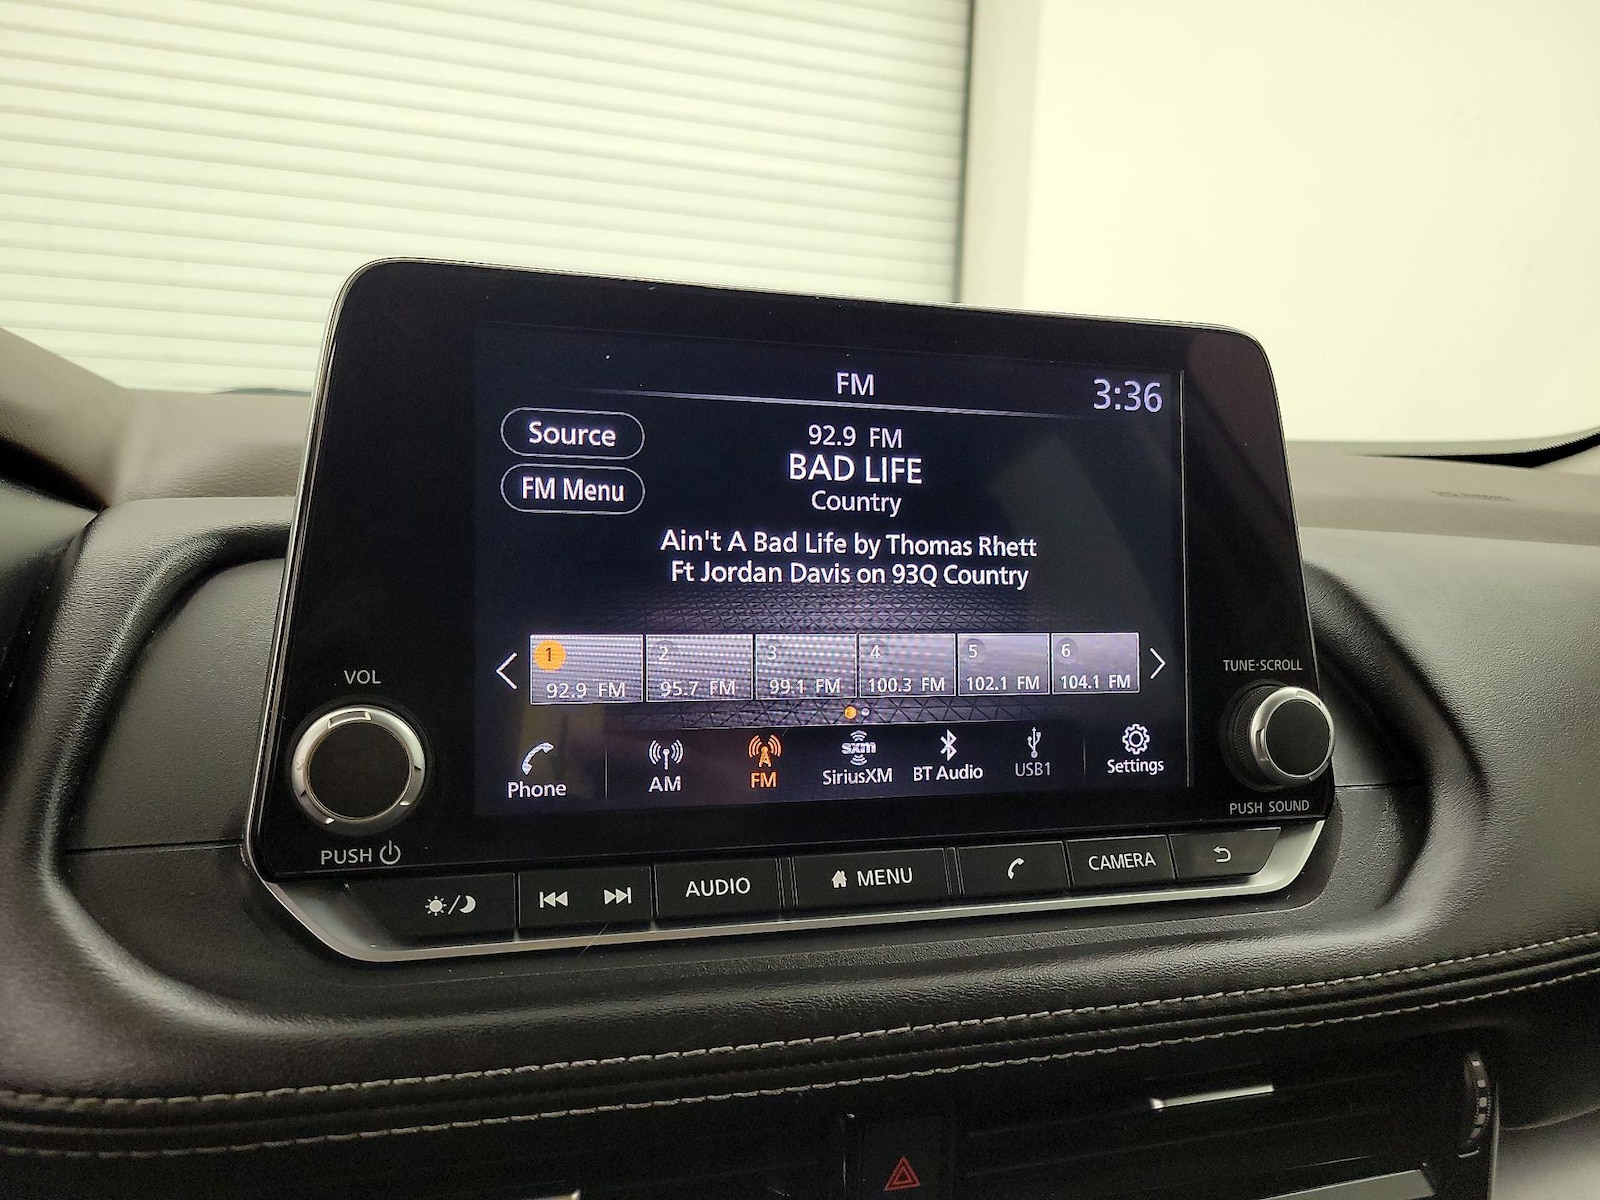 FM
3:36
Source
92.9 FM
BAD LIFE
FM Menu
Country
Ain't A Bad Life by Thomas Rhett
Ft Jordan Davis on 93Q Country
VOL
TUNE·SCROLL
1 2 3 4 5 6
92.9 FM 95.7 FM 99.1 FM 100.3 FM 102.1 FM 104.1 FM
sxm
Phone AM FM SiriusXM BT Audio USB1 Settings
PUSH
PUSH SOUND
AUDIO MENU CAMERA